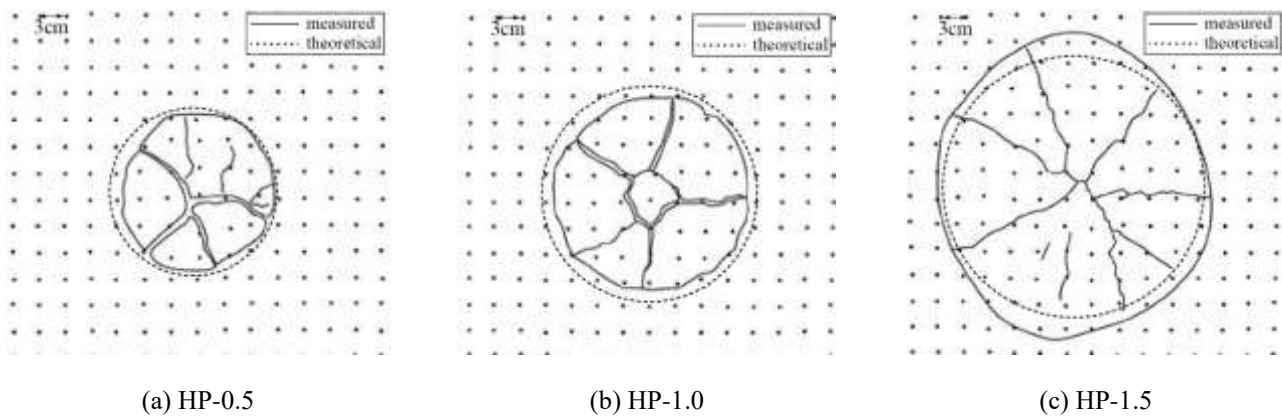 3cm
measured
theoretical
3cm
measured
theoretical
3cm
measured
theoretical
(a) HP-0.5
(b) HP-1.0
(c) HP-1.5